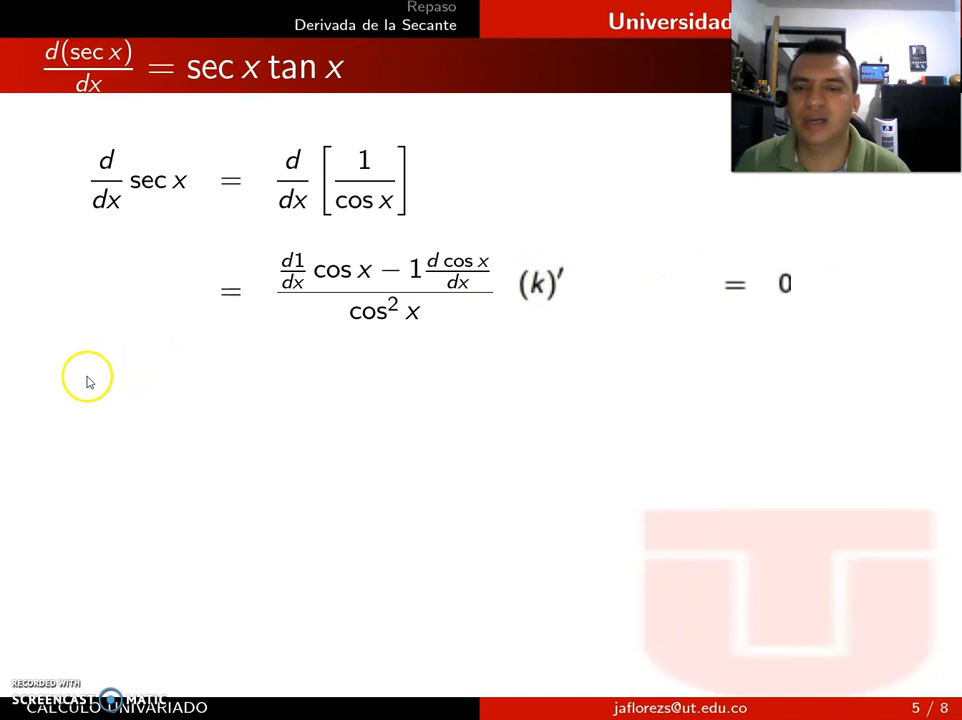 Repaso
Derivada de la Secante
Universidad
d(sec x)/dx = sec x tan x
d/dx sec x = d/dx [1/cos x]
= (d1/dx cos x − 1 d cos x/dx)/cos² x (k)′ = 0
RECORDED WITH
SCREENCAST MATIC
CALCULO UNIVARIADO
jaflorezs@ut.edu.co
5 / 8